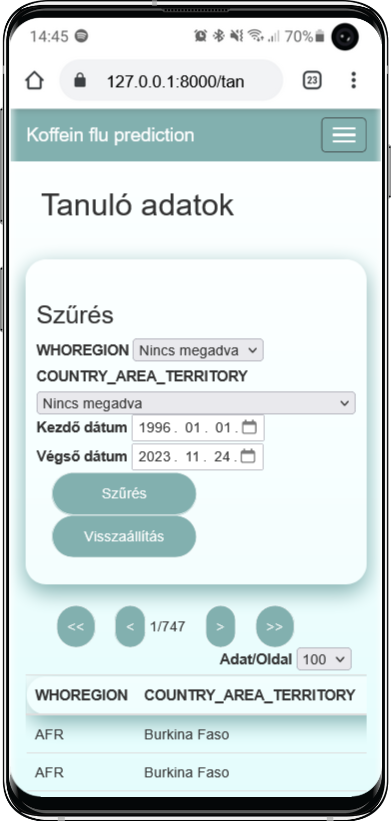 14:45 70%
127.0.0.1:8000/tan 23
Koffein flu prediction
Tanuló adatok
Szűrés
WHOREGION Nincs megadva
COUNTRY_AREA_TERRITORY
Nincs megadva
Kezdő dátum 1996. 01. 01.
Végső dátum 2023. 11. 24.
Szűrés
Visszaállítás
<< < 1/747 > >>
Adat/Oldal 100
WHOREGION COUNTRY_AREA_TERRITORY
AFR Burkina Faso
AFR Burkina Faso